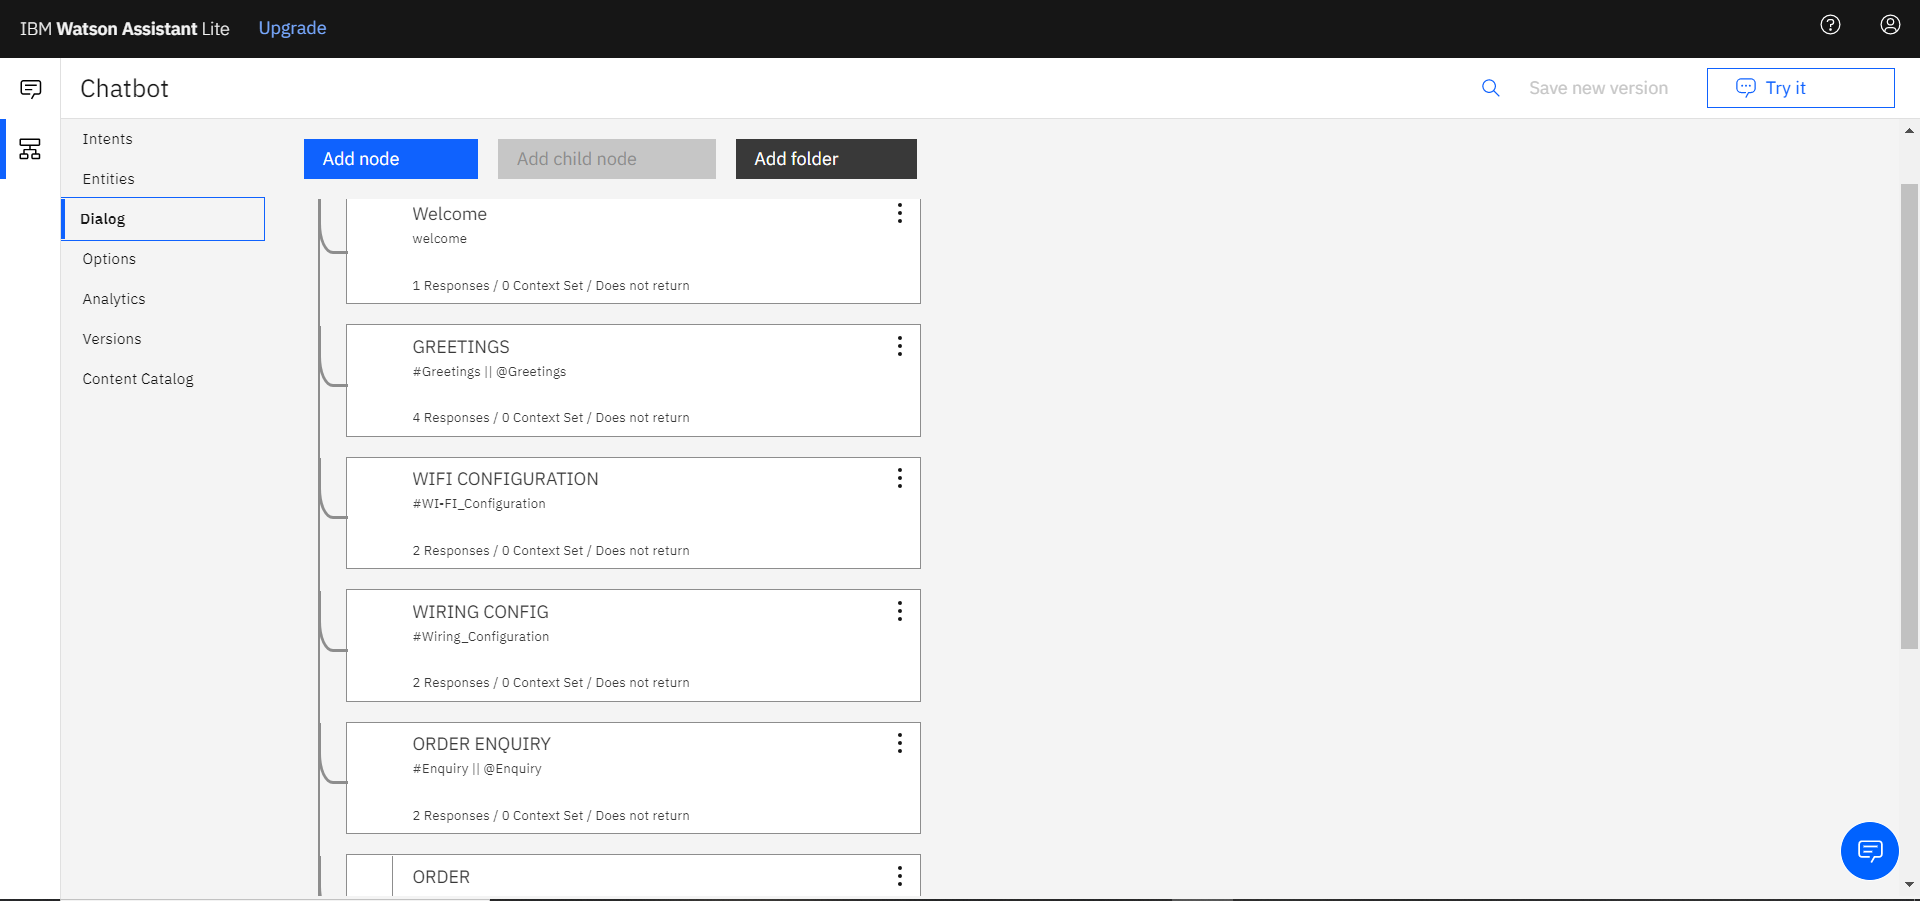 IBM Watson Assistant Lite Upgrade
Chatbot
Save new version
Try it
Intents
Entities
Dialog
Options
Analytics
Versions
Content Catalog
Add node
Add child node
Add folder
Welcome
welcome
1 Responses / 0 Context Set / Does not return
GREETINGS
#Greetings || @Greetings
4 Responses / 0 Context Set / Does not return
WIFI CONFIGURATION
#WI-FI_Configuration
2 Responses / 0 Context Set / Does not return
WIRING CONFIG
#Wiring_Configuration
2 Responses / 0 Context Set / Does not return
ORDER ENQUIRY
#Enquiry || @Enquiry
2 Responses / 0 Context Set / Does not return
ORDER